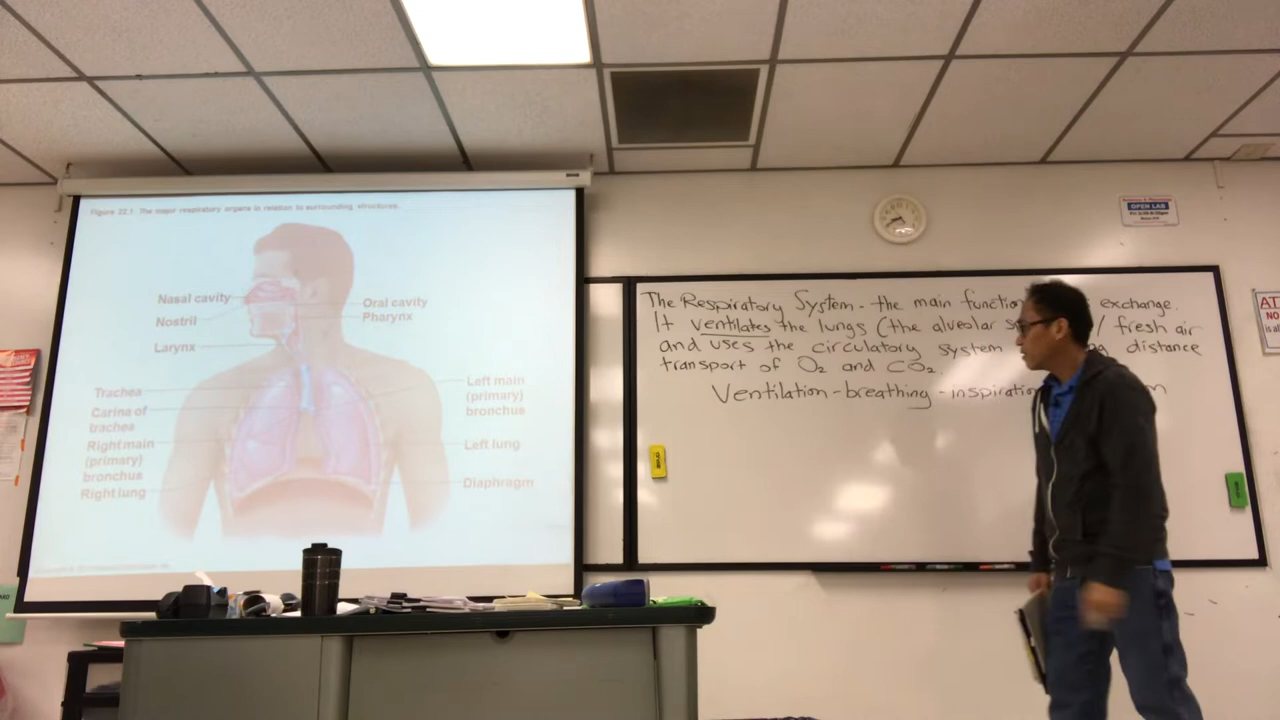 Figure 22.1 The major respiratory organs in relation to surrounding structures.
Nasal cavity
Nostril
Larynx
Trachea
Carina of
trachea
Right main
(primary)
bronchus
Right lung
Oral cavity
Pharynx
Left main
(primary)
bronchus
Left lung
Diaphragm
The Respiratory System - the main function exchange.
It ventilates the lungs (the alveolar / fresh air
and uses the circulatory system distance
transport of O₂ and CO₂.
Ventilation - breathing - inspiration
OPEN LAB
NO